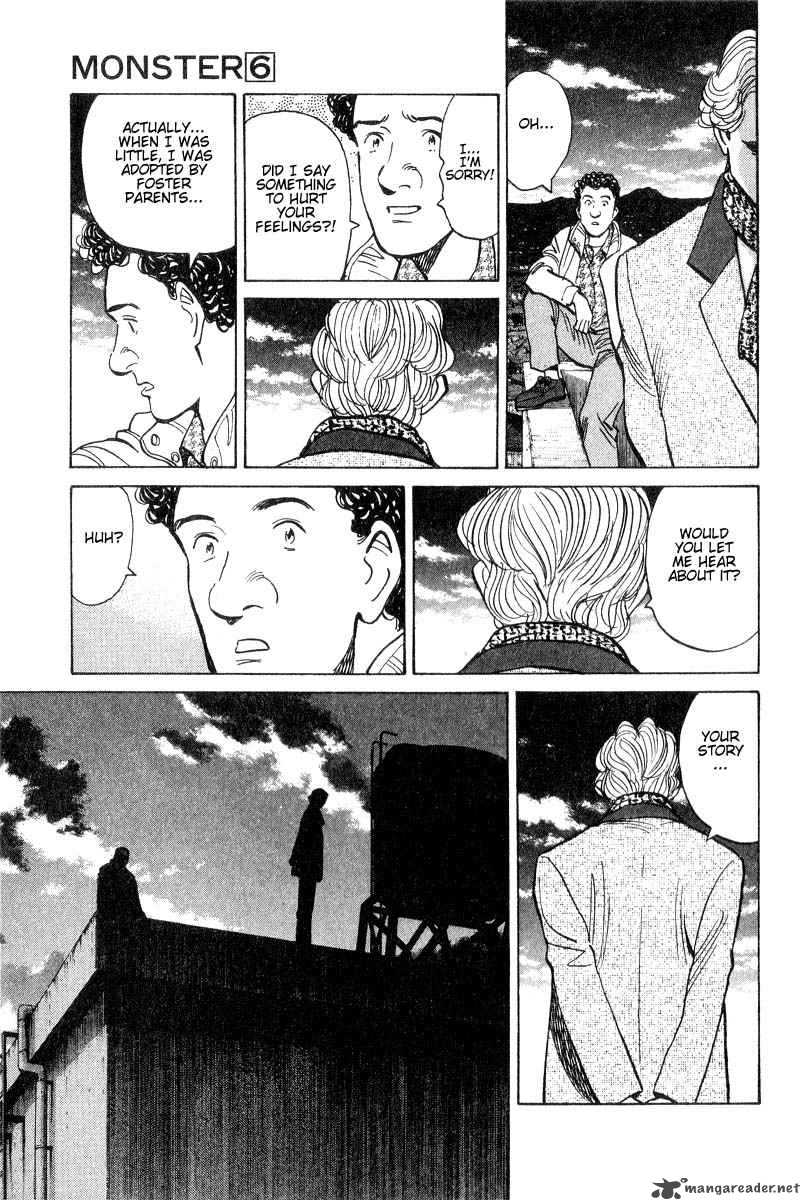 MONSTER 6
OH...
I...
I'M
SORRY!
DID I SAY
SOMETHING
TO HURT
YOUR
FEELINGS?!
ACTUALLY...
WHEN I WAS
LITTLE, I WAS
ADOPTED BY
FOSTER
PARENTS...
WOULD
YOU LET
ME HEAR
ABOUT IT?
HUH?
YOUR
STORY
...
mangareader.net